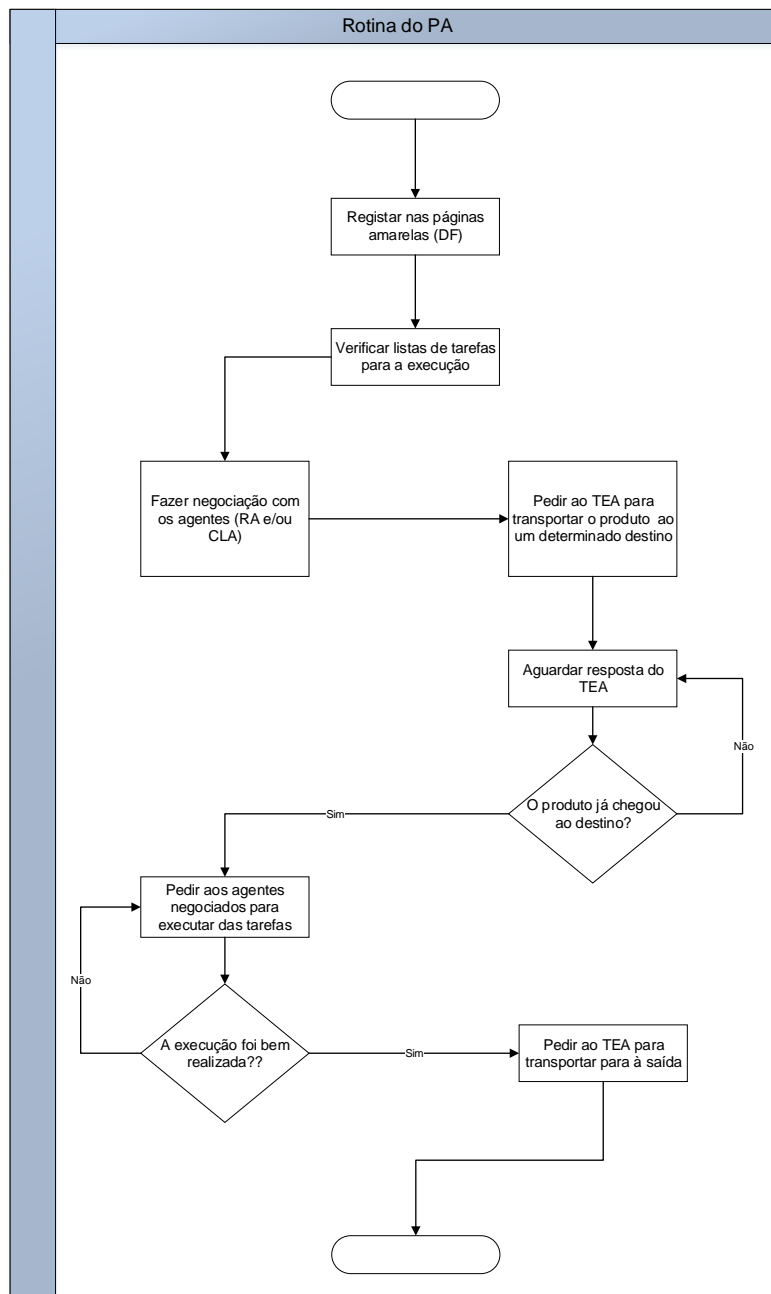 Rotina do PA
Registar nas páginas
amarelas (DF)
Verificar listas de tarefas
para a execução
Fazer negociação com
os agentes (RA e/ou
CLA)
Pedir ao TEA para
transportar o produto  ao
um determinado destino
Aguardar resposta do
TEA
Não
O produto já chegou
ao destino?
Sim
Pedir aos agentes
negociados para
executar das tarefas
Não
A execução foi bem
realizada??
Sim
Pedir ao TEA para
transportar para à saída